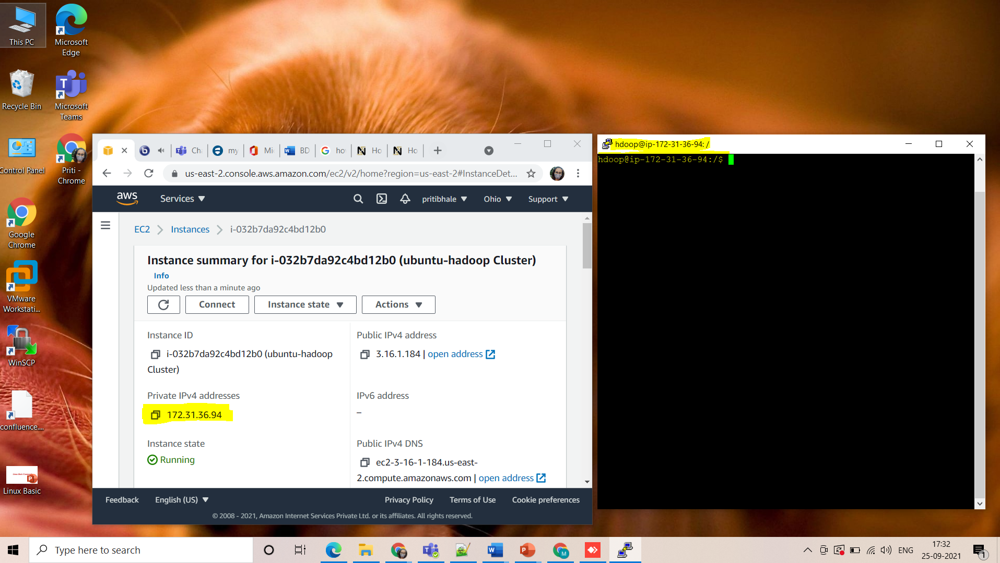 This PC
Microsoft
Edge
Recycle Bin
Microsoft
Teams
Control Panel
Priti -
Chrome
Google
Chrome
VMware
Workstati...
WinSCP
confluence....
Linux Basic
Ch
my
Mi
BD
ho
Ho
Ho
us-east-2.console.aws.amazon.com/ec2/v2/home?region=us-east-2#InstanceDet...
aws
Services
pritibhale
Ohio
Support
EC2
Instances
i-032b7da92c4bd12b0
Instance summary for i-032b7da92c4bd12b0 (ubuntu-hadoop Cluster)
Info
Updated less than a minute ago
Connect
Instance state
Actions
Instance ID
i-032b7da92c4bd12b0 (ubuntu-hadoop
Cluster)
Public IPv4 address
3.16.1.184 | open address
Private IPv4 addresses
172.31.36.94
IPv6 address
–
Instance state
Running
Public IPv4 DNS
ec2-3-16-1-184.us-east-
2.compute.amazonaws.com | open address
Feedback
English (US)
Privacy Policy
Terms of Use
Cookie preferences
© 2008 - 2021, Amazon Internet Services Private Ltd. or its affiliates. All rights reserved.
hdoop@ip-172-31-36-94: /
hdoop@ip-172-31-36-94:/$
Type here to search
ENG
17:32
25-09-2021
1